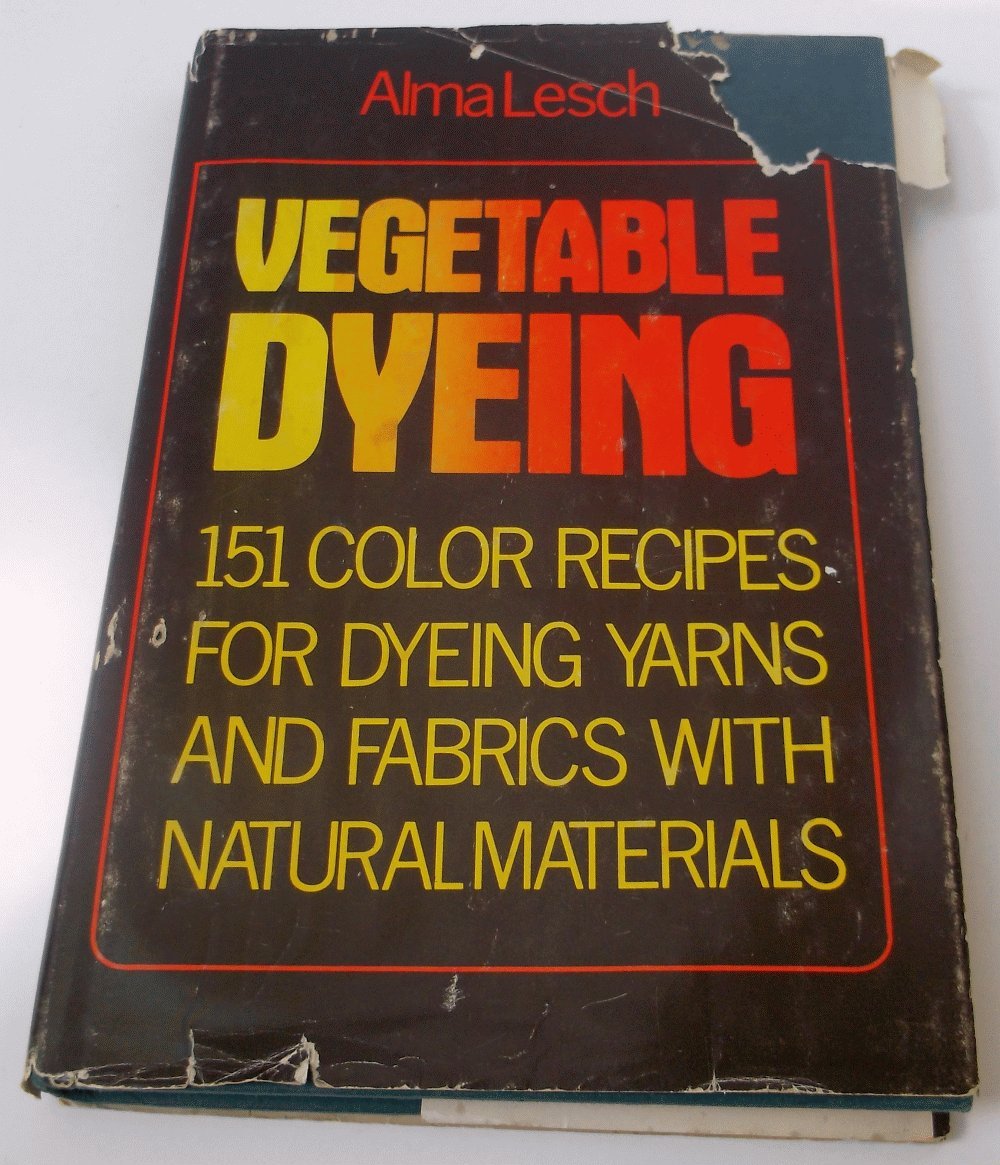 Alma Lesch
VEGETABLE
DYEING
151 COLOR RECIPES
FOR DYEING YARNS
AND FABRICS WITH
NATURAL MATERIALS